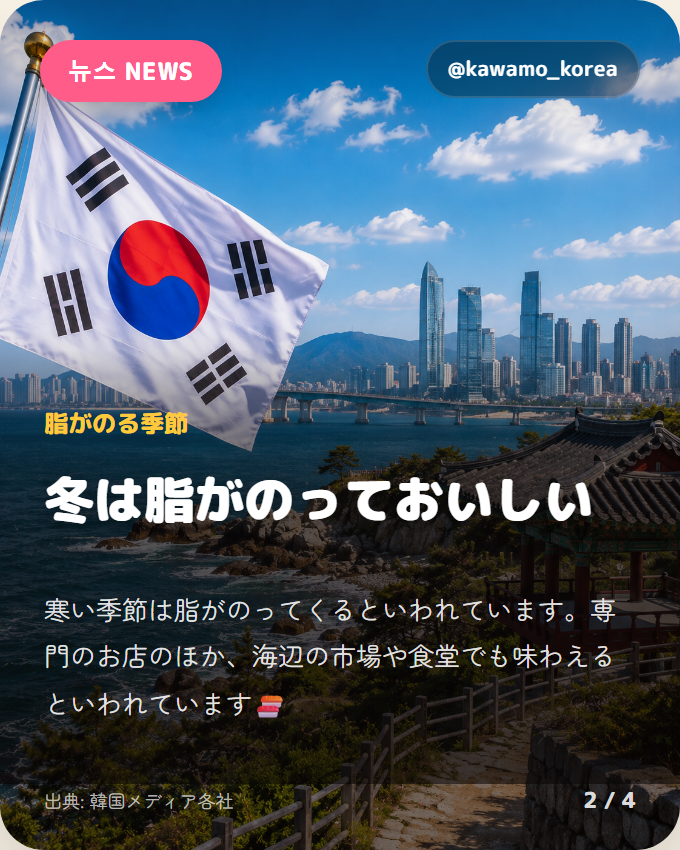 뉴스 NEWS
@kawamo_korea
脂がのる季節
冬は脂がのっておいしい
寒い季節は脂がのってくるといわれています。専
門のお店のほか、海辺の市場や食堂でも味わえる
といわれています🍣
出典: 韓国メディア各社
2 / 4